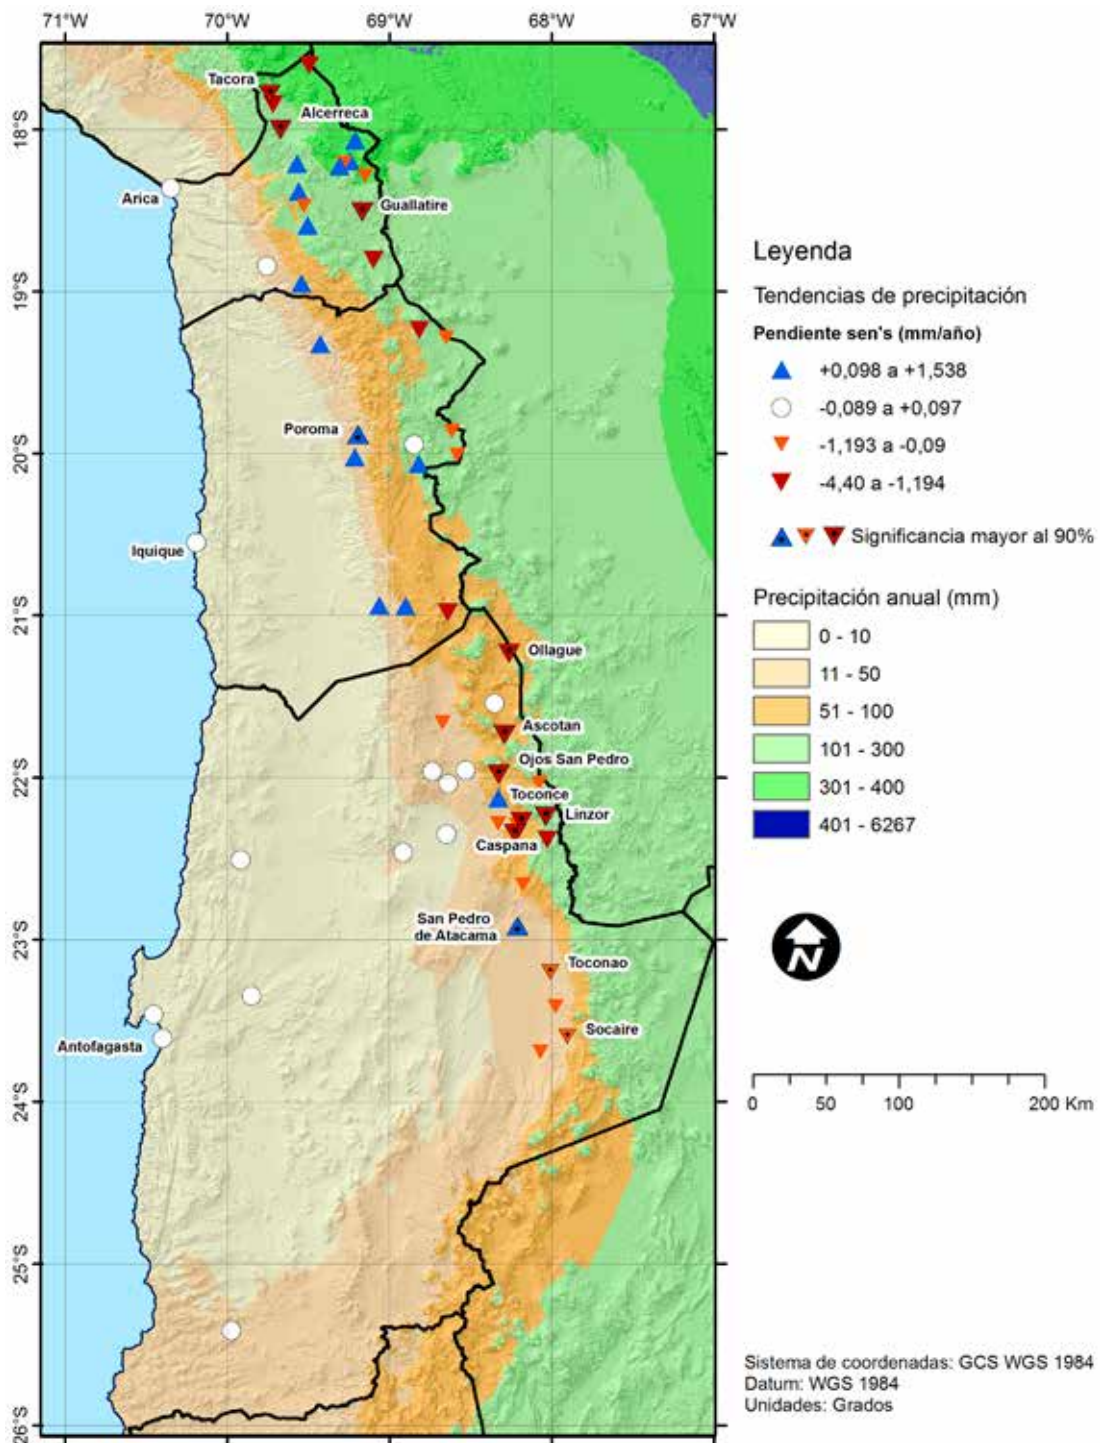 71°W 70°W 69°W 68°W 67°W
18°S
19°S
20°S
21°S
22°S
23°S
24°S
25°S
26°S
Tacora
Alcerreca
Arica
Guallatire
Poroma
Iquique
Ollague
Ascotan
Ojos San Pedro
Toconce
Linzor
Caspana
San Pedro
de Atacama
Toconao
Socaire
Antofagasta
Leyenda
Tendencias de precipitación
Pendiente sen's (mm/año)
+0,098 a +1,538
-0,089 a +0,097
-1,193 a -0,09
-4,40 a -1,194
Significancia mayor al 90%
Precipitación anual (mm)
0 - 10
11 - 50
51 - 100
101 - 300
301 - 400
401 - 6267
N
0 50 100 200 Km
Sistema de coordenadas: GCS WGS 1984
Datum: WGS 1984
Unidades: Grados